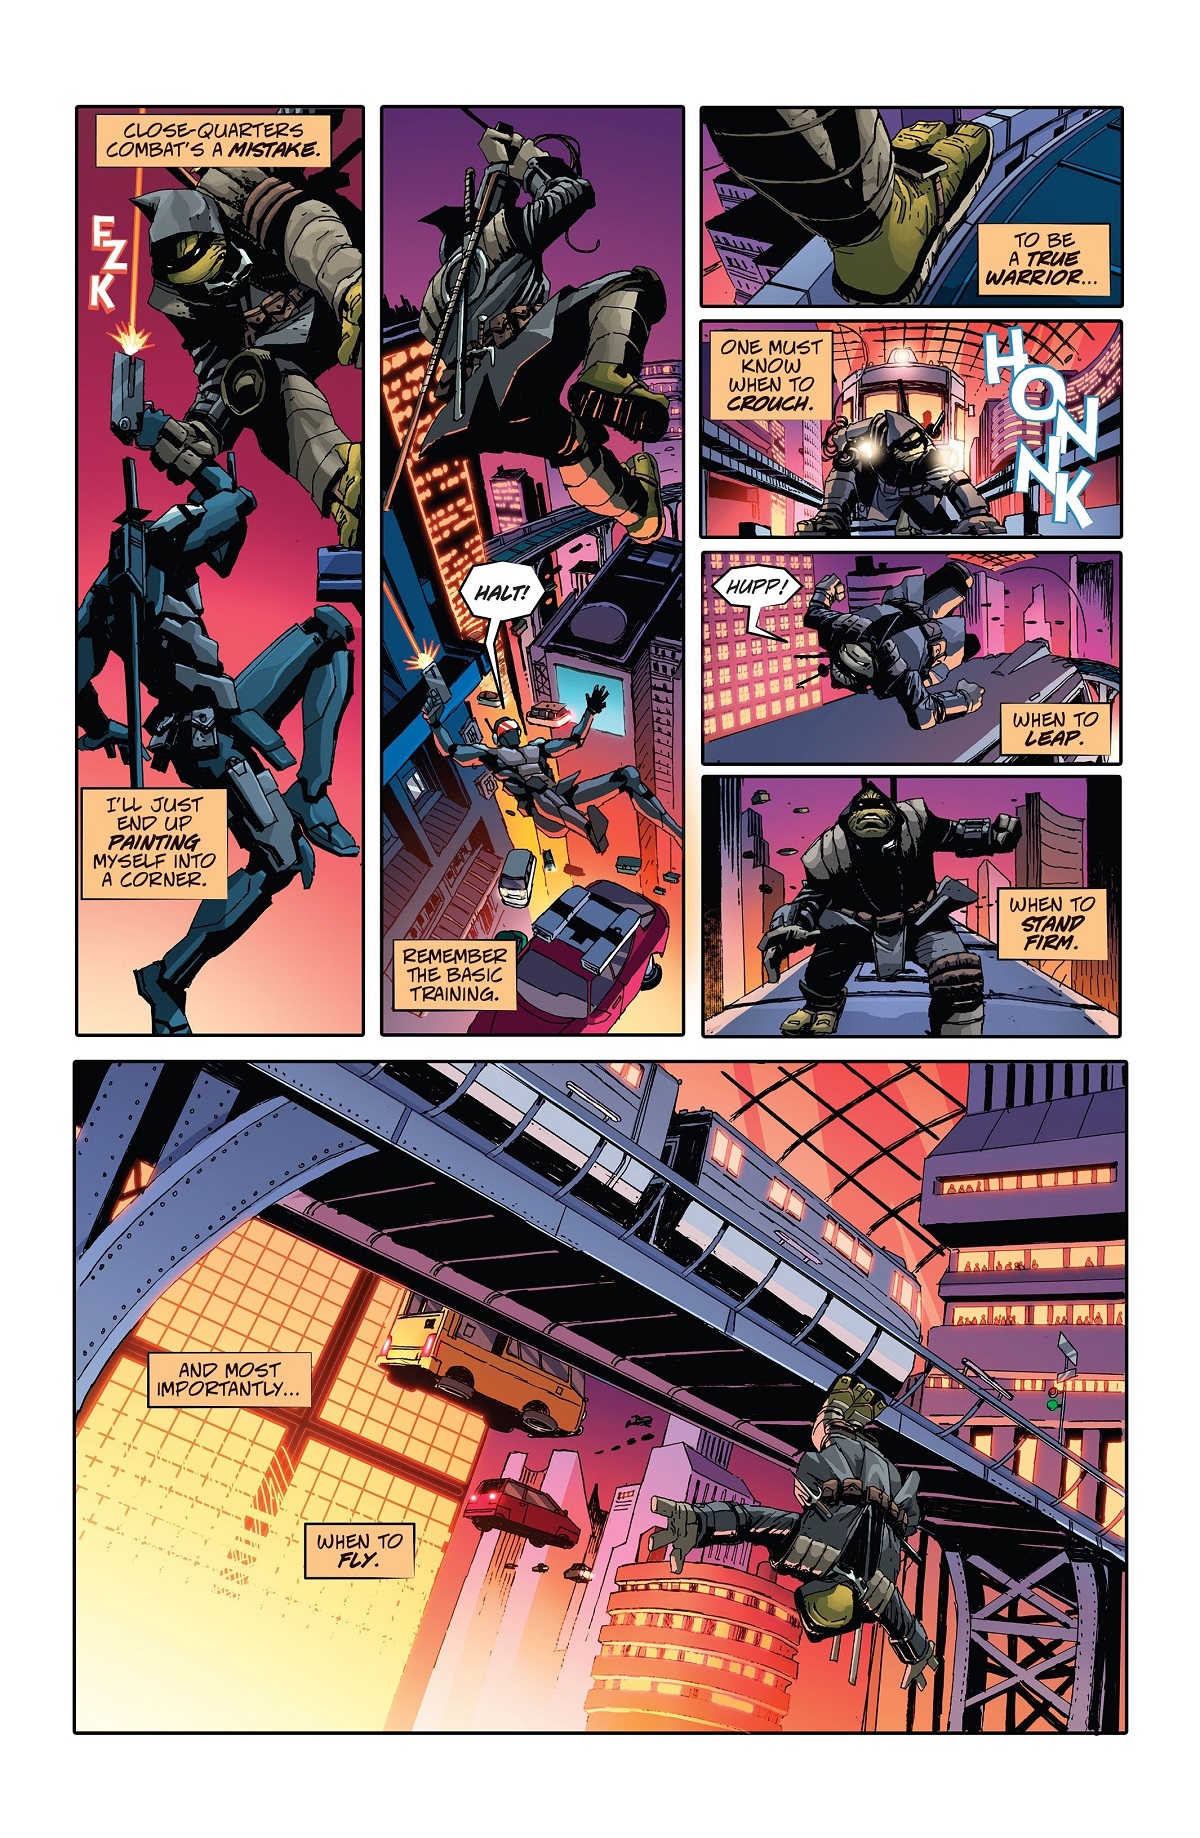 CLOSE-QUARTERS
COMBAT'S A MISTAKE.
FZK
I'LL JUST
END UP
PAINTING
MYSELF INTO
A CORNER.
HALT!
REMEMBER
THE BASIC
TRAINING.
TO BE
A TRUE
WARRIOR...
ONE MUST
KNOW
WHEN TO
CROUCH.
HONNK
HUPP!
WHEN TO
LEAP.
WHEN TO
STAND
FIRM.
AND MOST
IMPORTANTLY...
WHEN TO
FLY.